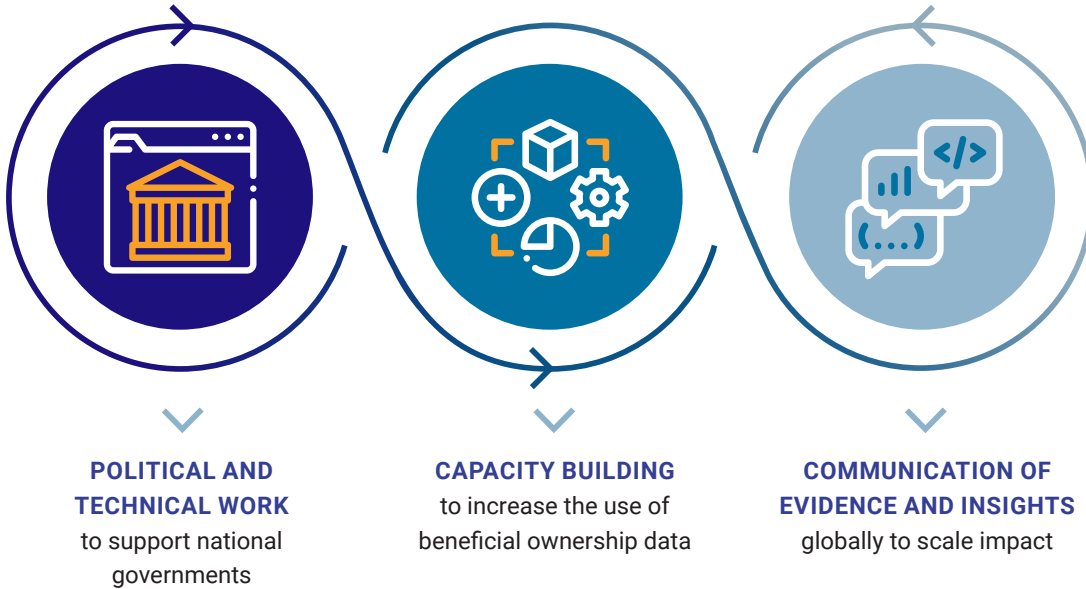 </>
(...)
POLITICAL AND
TECHNICAL WORK
to support national
governments
CAPACITY BUILDING
to increase the use of
beneficial ownership data
COMMUNICATION OF
EVIDENCE AND INSIGHTS
globally to scale impact